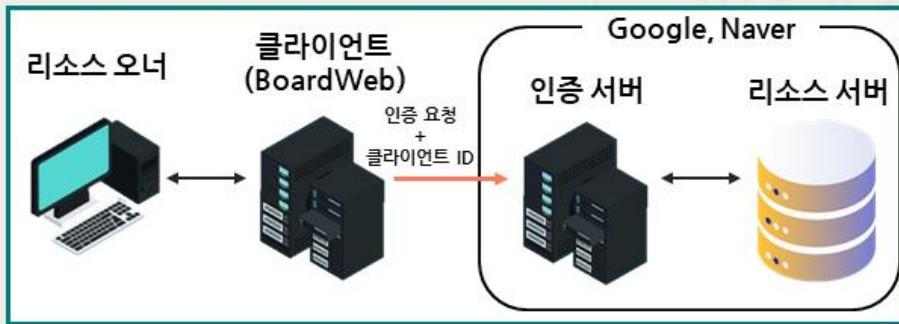 Google, Naver
리소스 오너
클라이언트
(BoardWeb)
인증 요청
+
클라이언트 ID
인증 서버
리소스 서버